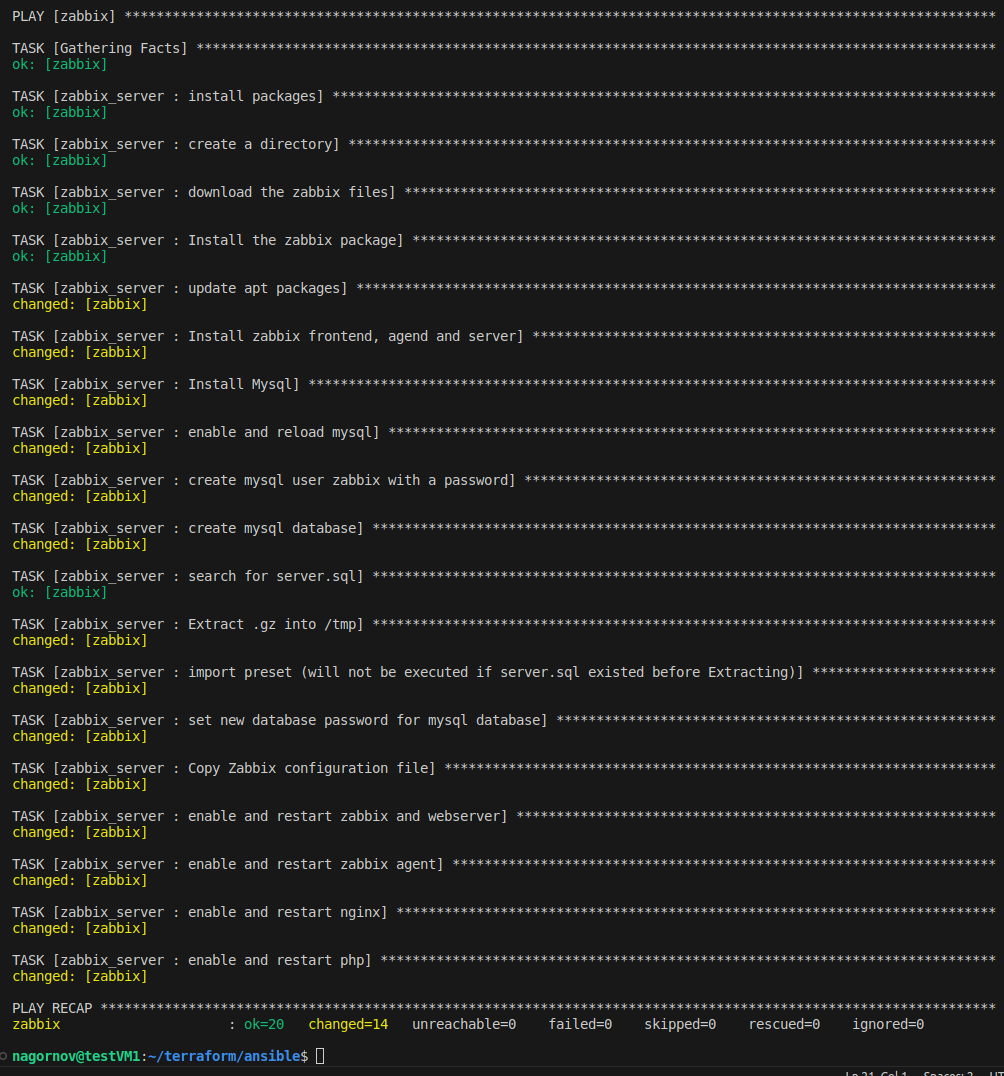 PLAY [zabbix] *************************************************************************************************************
TASK [Gathering Facts] ****************************************************************************************************
ok: [zabbix]
TASK [zabbix_server : install packages] ***********************************************************************************
ok: [zabbix]
TASK [zabbix_server : create a directory] *********************************************************************************
ok: [zabbix]
TASK [zabbix_server : download the zabbix files] **************************************************************************
ok: [zabbix]
TASK [zabbix_server : Install the zabbix package] *************************************************************************
ok: [zabbix]
TASK [zabbix_server : update apt packages] ********************************************************************************
changed: [zabbix]
TASK [zabbix_server : Install zabbix frontend, agend and server] **********************************************************
changed: [zabbix]
TASK [zabbix_server : Install Mysql] **************************************************************************************
changed: [zabbix]
TASK [zabbix_server : enable and reload mysql] ****************************************************************************
changed: [zabbix]
TASK [zabbix_server : create mysql user zabbix with a password] ***********************************************************
changed: [zabbix]
TASK [zabbix_server : create mysql database] ******************************************************************************
changed: [zabbix]
TASK [zabbix_server : search for server.sql] ******************************************************************************
ok: [zabbix]
TASK [zabbix_server : Extract .gz into /tmp] ******************************************************************************
changed: [zabbix]
TASK [zabbix_server : import preset (will not be executed if server.sql existed before Extracting)] ***********************
changed: [zabbix]
TASK [zabbix_server : set new database password for mysql database] *******************************************************
changed: [zabbix]
TASK [zabbix_server : Copy Zabbix configuration file] *********************************************************************
changed: [zabbix]
TASK [zabbix_server : enable and restart zabbix and webserver] ************************************************************
changed: [zabbix]
TASK [zabbix_server : enable and restart zabbix agent] ********************************************************************
changed: [zabbix]
TASK [zabbix_server : enable and restart nginx] ***************************************************************************
changed: [zabbix]
TASK [zabbix_server : enable and restart php] *****************************************************************************
changed: [zabbix]
PLAY RECAP ****************************************************************************************************************
zabbix : ok=20 changed=14 unreachable=0 failed=0 skipped=0 rescued=0 ignored=0
nagornov@testVM1:~/terraform/ansible$